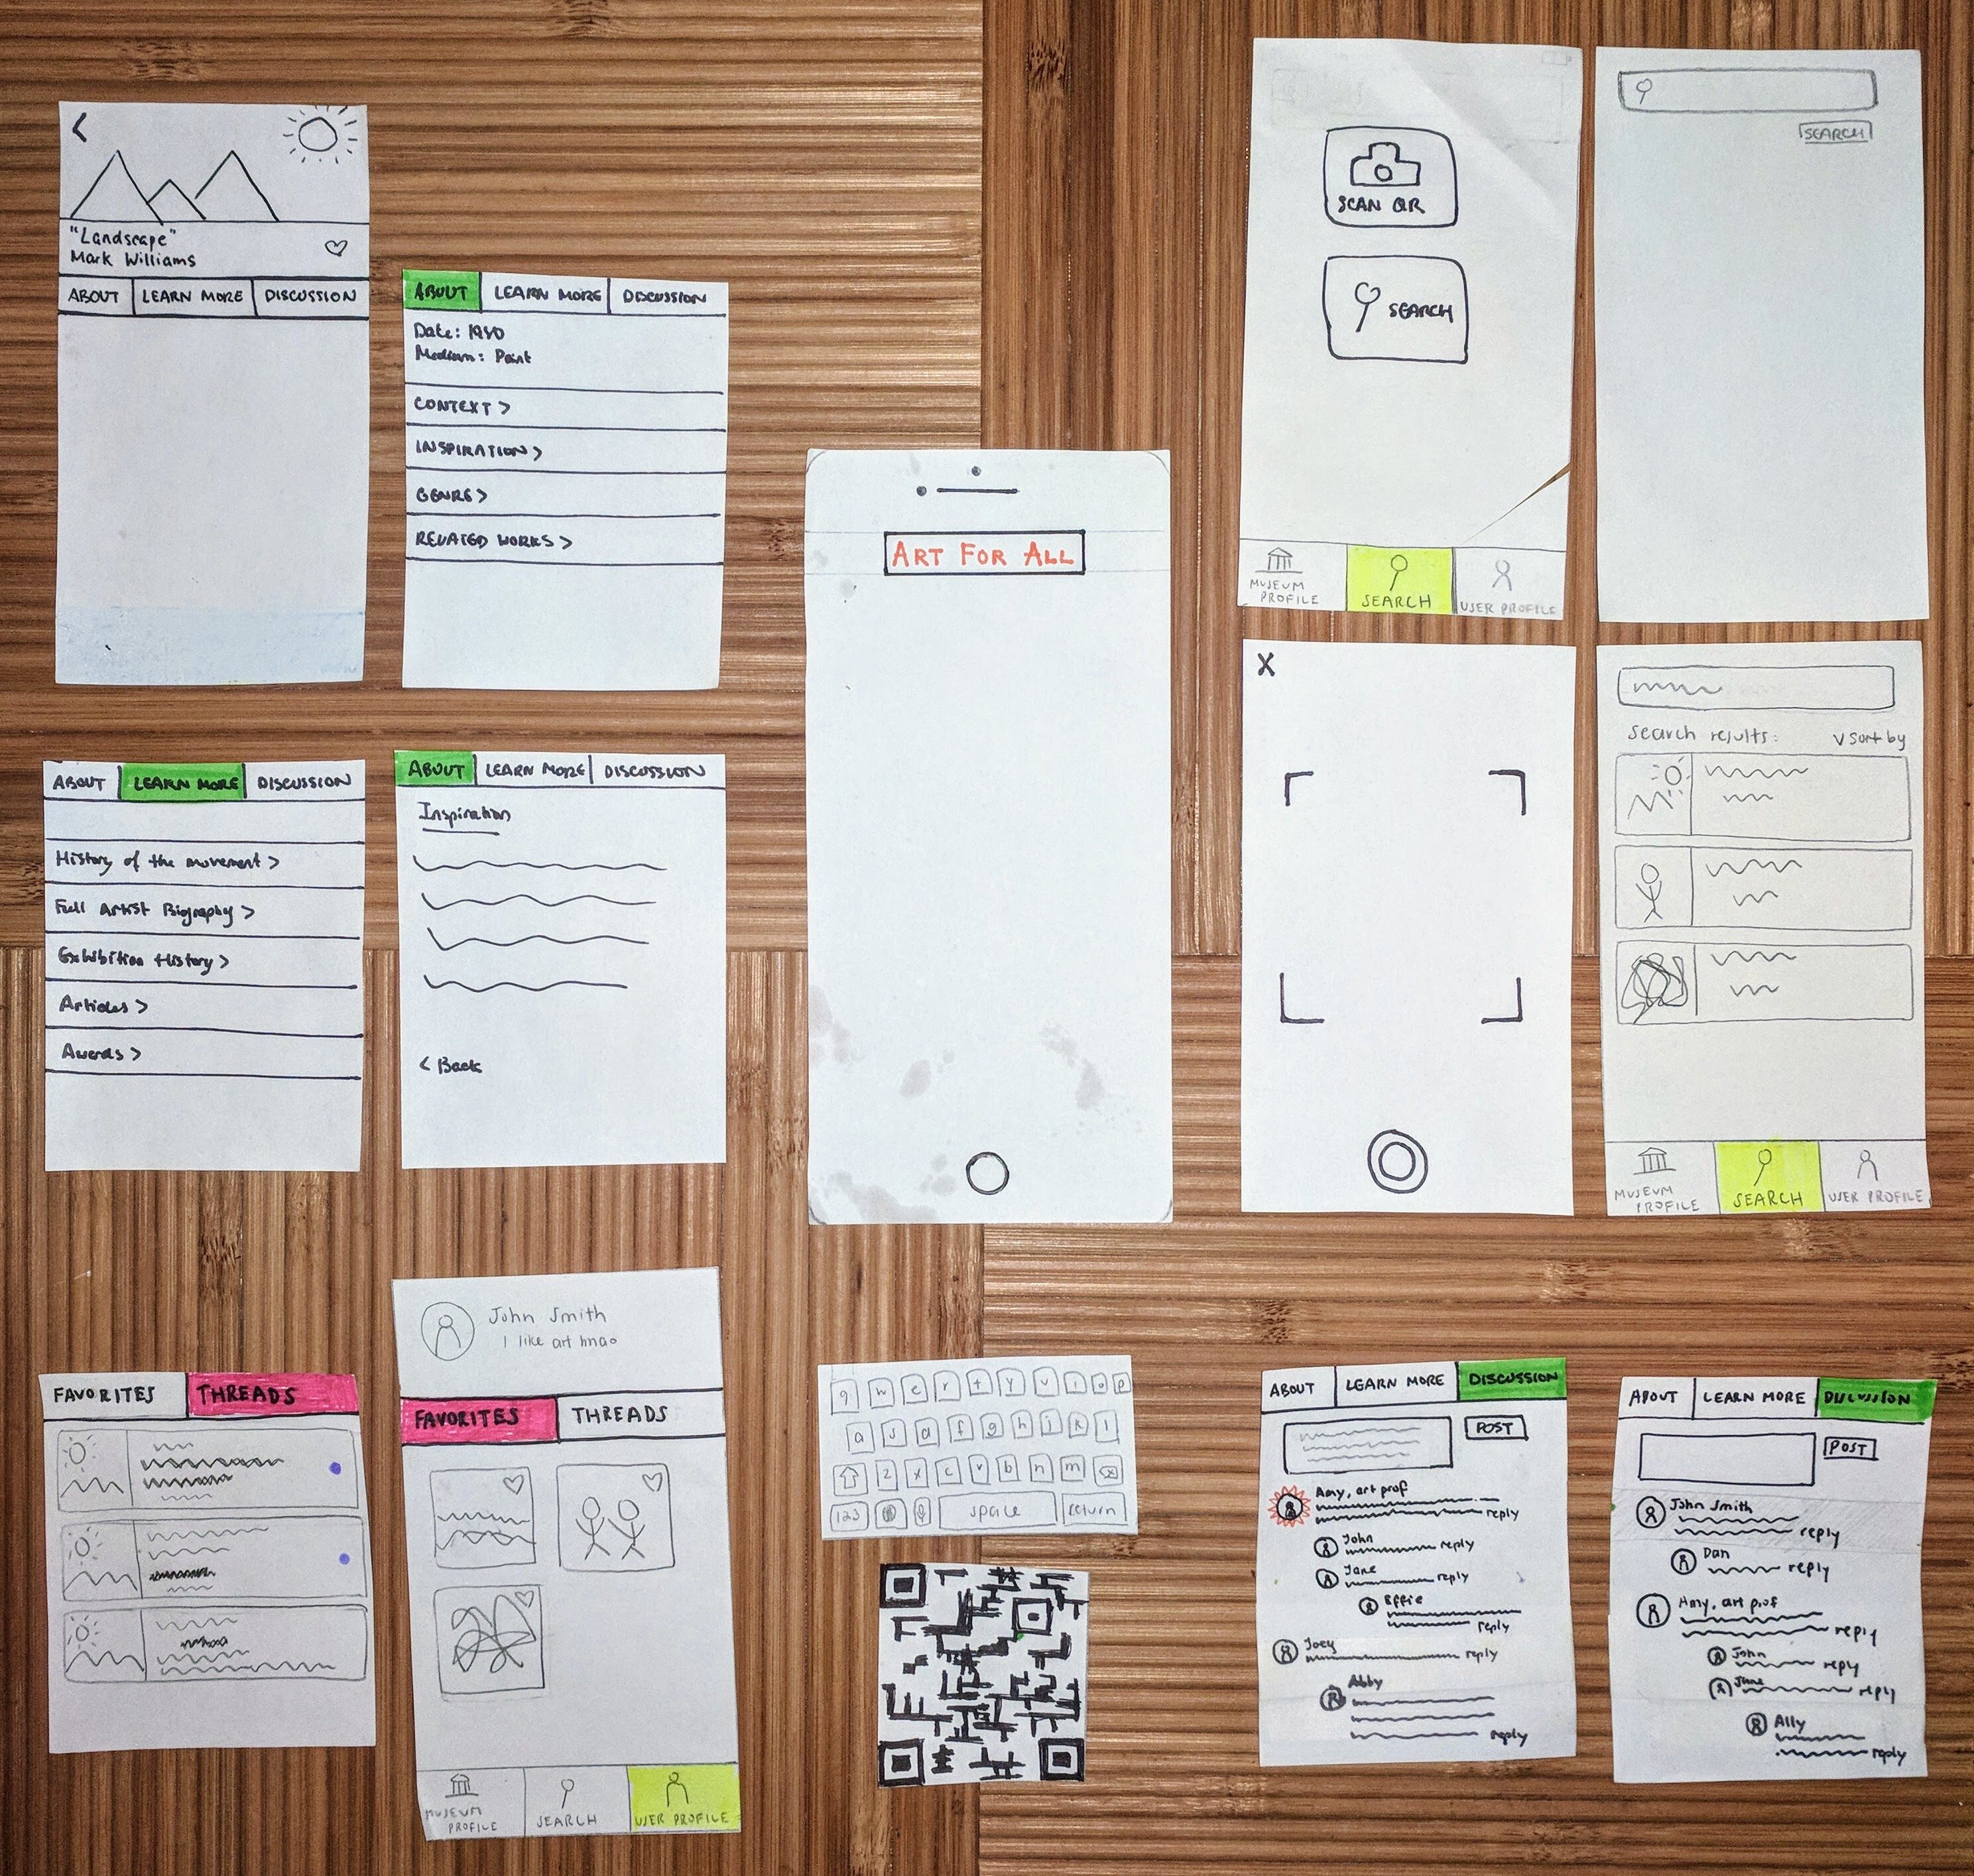 <
"Landscape"
Mark Williams
ABOUT LEARN MORE DISCUSSION
ABOUT LEARN MORE DISCUSSION
Date: 1980
Medium: Paint
CONTEXT >
INSPIRATION >
GENRE >
RELATED WORKS >
ART FOR ALL
SCAN QR
SEARCH
MUSEUM PROFILE SEARCH USER PROFILE
SEARCH
ABOUT LEARN MORE DISCUSSION
History of the movement >
Full Artist Biography >
Exhibition History >
Articles >
Awards >
ABOUT LEARN MORE DISCUSSION
Inspiration
< Back
X
search results: V sort by
MUSEUM PROFILE SEARCH USER PROFILE
FAVORITES THREADS
John Smith
I like art lmao
FAVORITES THREADS
MUSEUM PROFILE SEARCH USER PROFILE
q w e r t y u i o p
a s d f g h j k l
z x c v b n m
123 space return
ABOUT LEARN MORE DISCUSSION
POST
Amy, art prof
reply
John
reply
Jane
reply
Effie
reply
Joey
reply
Abby
reply
ABOUT LEARN MORE DISCUSSION
POST
John Smith
reply
Dan
reply
Amy, art prof
reply
John
reply
Jane
reply
Ally
reply